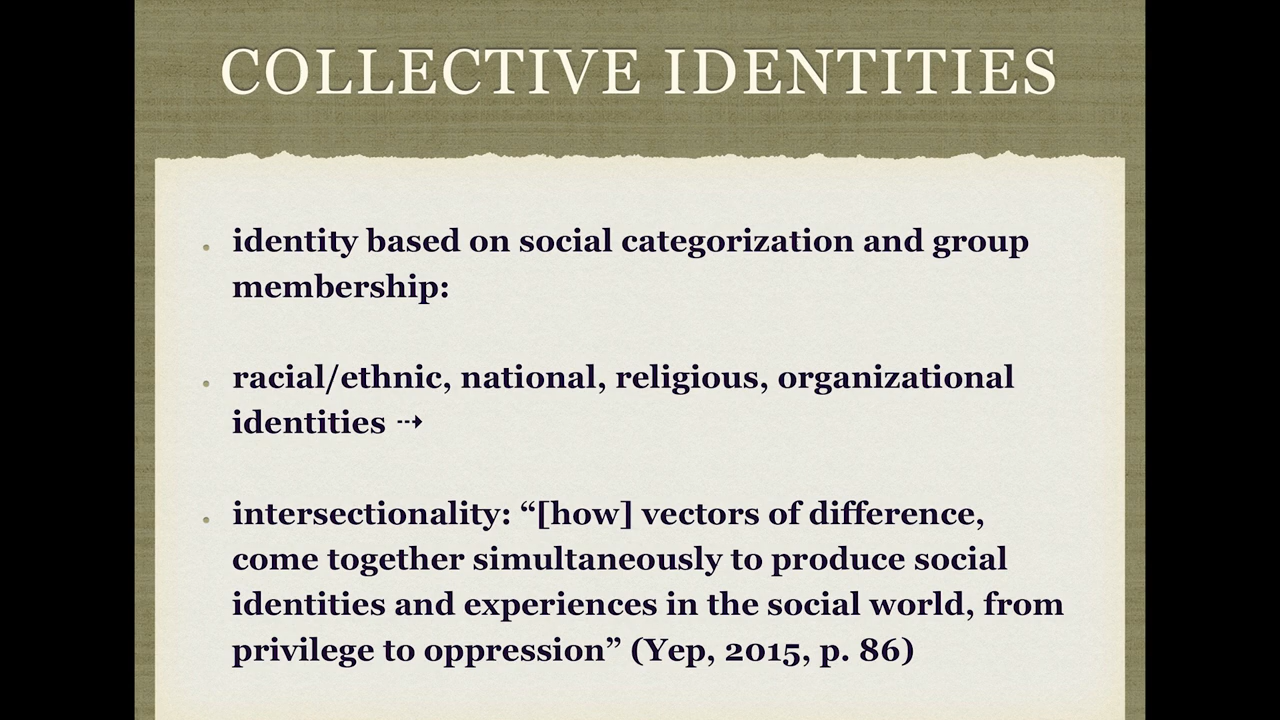 COLLECTIVE IDENTITIES
• identity based on social categorization and group
membership:
• racial/ethnic, national, religious, organizational
identities ⇢
• intersectionality: “[how] vectors of difference,
come together simultaneously to produce social
identities and experiences in the social world, from
privilege to oppression” (Yep, 2015, p. 86)